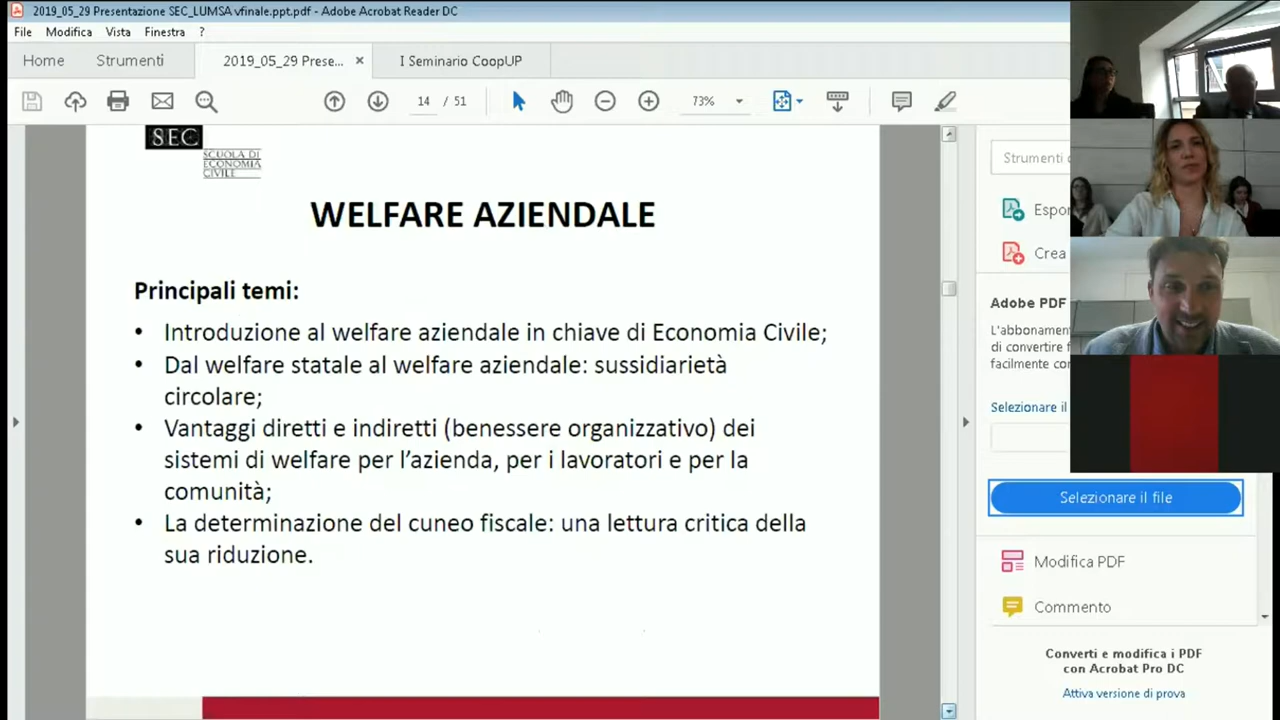 2019_05_29 Presentazione SEC_LUMSA vfinale.ppt.pdf - Adobe Acrobat Reader DC
File Modifica Vista Finestra ?
Home Strumenti 2019_05_29 Prese... × I Seminario CoopUP
14 / 51 73%
SEC
SCUOLA DI
ECONOMIA
CIVILE
WELFARE AZIENDALE
Principali temi:
• Introduzione al welfare aziendale in chiave di Economia Civile;
• Dal welfare statale al welfare aziendale: sussidiarietà
circolare;
• Vantaggi diretti e indiretti (benessere organizzativo) dei
sistemi di welfare per l'azienda, per i lavoratori e per la
comunità;
• La determinazione del cuneo fiscale: una lettura critica della
sua riduzione.
Strumenti
Espor
Crea
Adobe PDF
L'abbonamen
di convertire f
facilmente co
Selezionare il
Selezionare il file
Modifica PDF
Commento
Converti e modifica i PDF
con Acrobat Pro DC
Attiva versione di prova